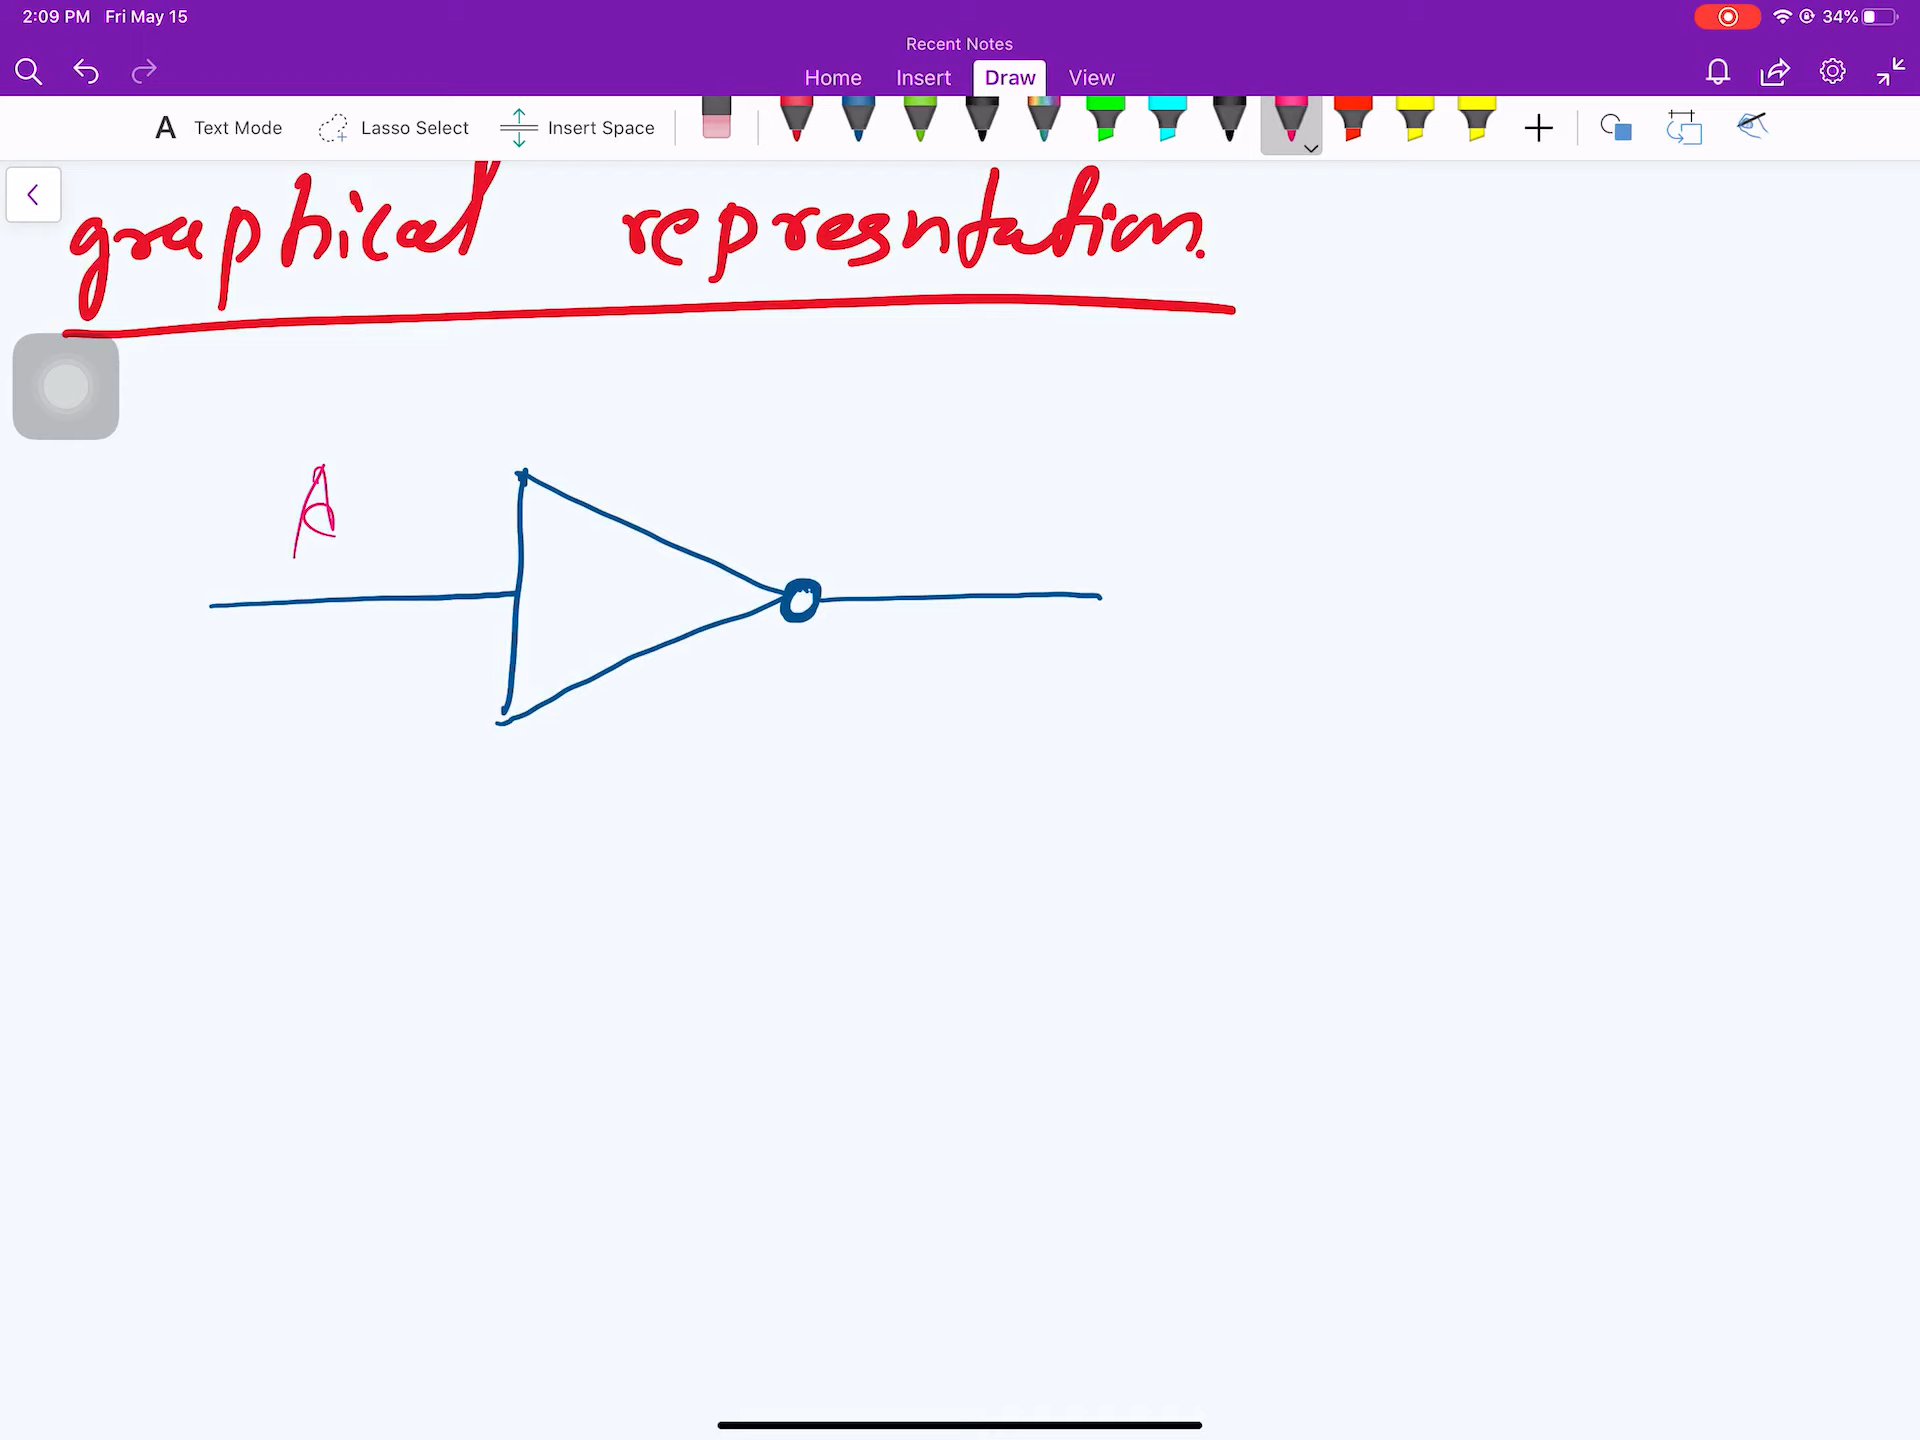 2:09 PM Fri May 15 34%
Recent Notes
Home Insert Draw View
A Text Mode Lasso Select Insert Space
graphical represntation.
A